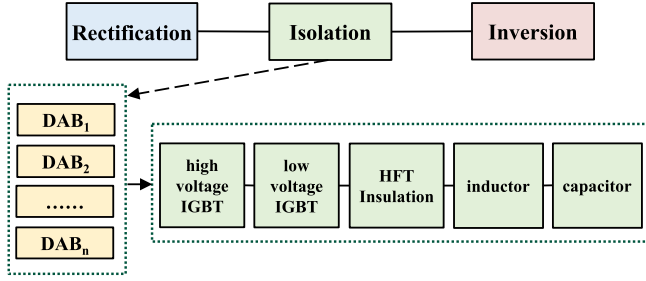 Rectification
Isolation
Inversion
DAB₁
DAB₂
......
DABₙ
high
voltage
IGBT
low
voltage
IGBT
HFT
Insulation
inductor
capacitor